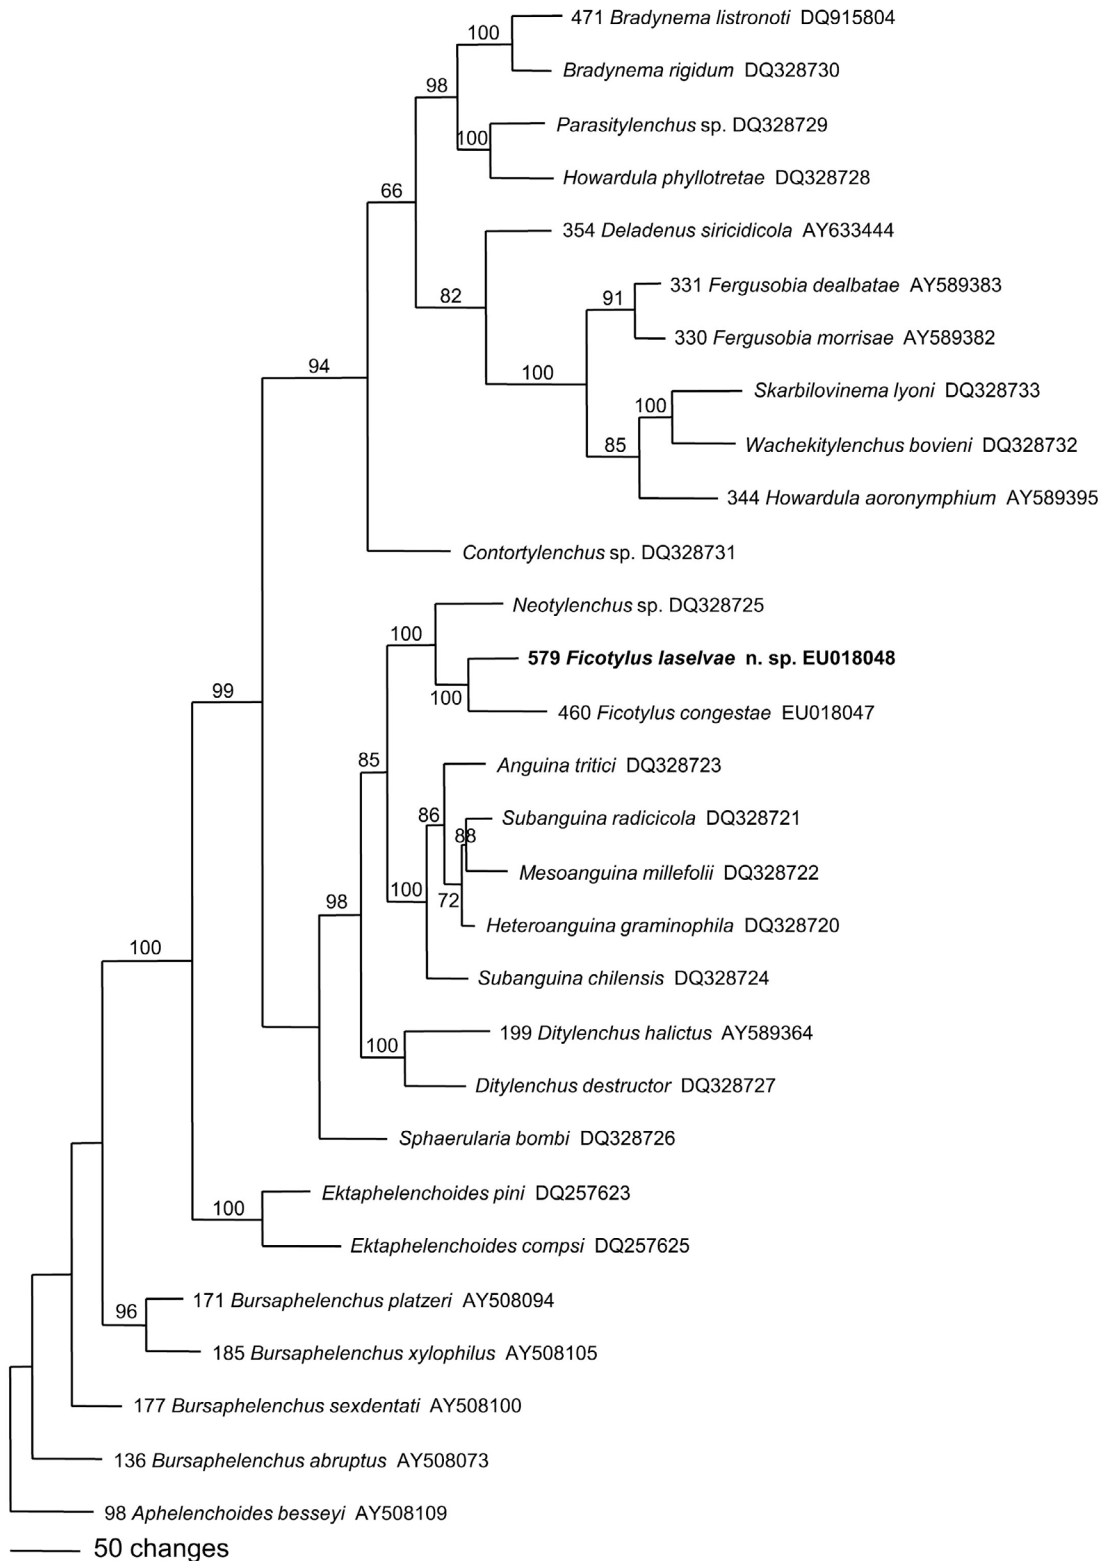 100
471 Bradynema listronoti DQ915804
Bradynema rigidum DQ328730
98
100
Parasitylenchus sp. DQ328729
Howardula phyllotretae DQ328728
66
354 Deladenus siricidicola AY633444
82
91
331 Fergusobia dealbatae AY589383
330 Fergusobia morrisae AY589382
100
100
Skarbilovinema lyoni DQ328733
Wachekitylenchus bovieni DQ328732
85
344 Howardula aoronymphium AY589395
94
Contortylenchus sp. DQ328731
Neotylenchus sp. DQ328725
100
579 Ficotylus laselvae n. sp. EU018048
100
460 Ficotylus congestae EU018047
99
85
Anguina tritici DQ328723
86
Subanguina radicicola DQ328721
88
Mesoanguina millefolii DQ328722
100
72
Heteroanguina graminophila DQ328720
98
Subanguina chilensis DQ328724
100
199 Ditylenchus halictus AY589364
100
Ditylenchus destructor DQ328727
Sphaerularia bombi DQ328726
Ektaphelenchoides pini DQ257623
100
Ektaphelenchoides compsi DQ257625
171 Bursaphelenchus platzeri AY508094
96
185 Bursaphelenchus xylophilus AY508105
177 Bursaphelenchus sexdentati AY508100
136 Bursaphelenchus abruptus AY508073
98 Aphelenchoides besseyi AY508109
50 changes